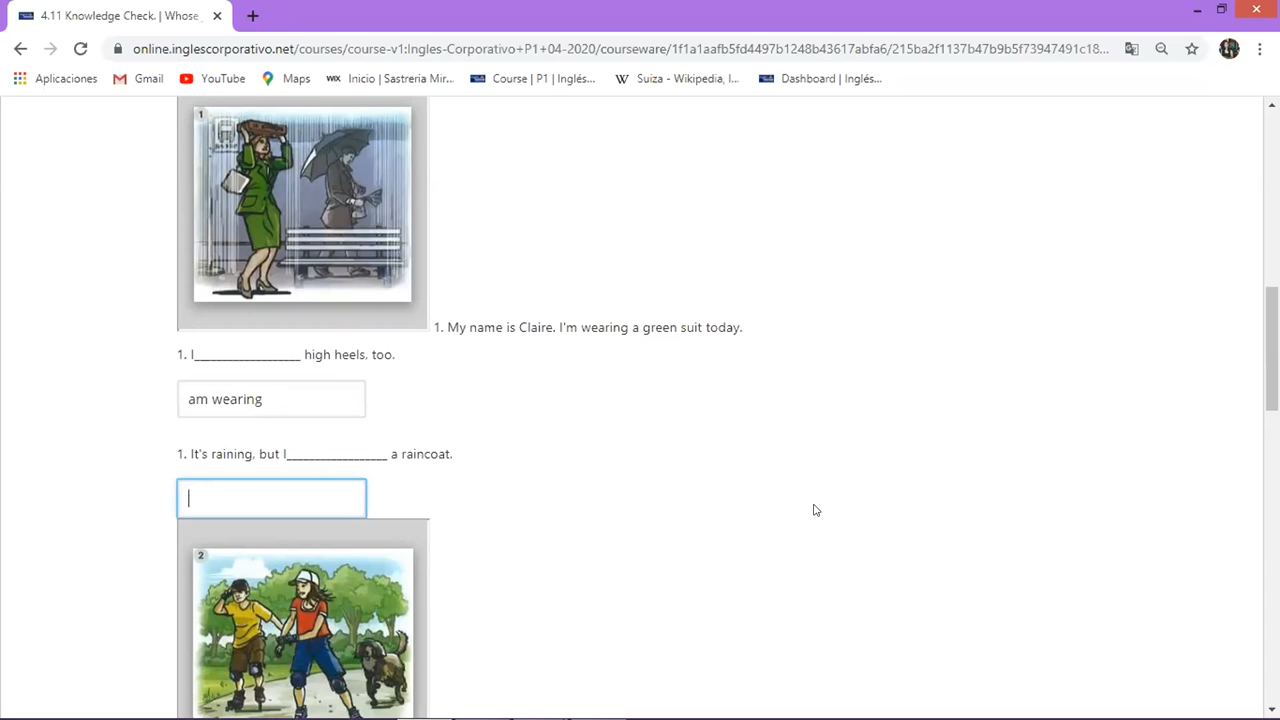 4.11 Knowledge Check. | Whose
online.inglescorporativo.net/courses/course-v1:Ingles-Corporativo+P1+04-2020/courseware/1f1a1aafb5fd4497b1248b43617abfa6/215ba2f1137b47b9b5f73947491c18...
Aplicaciones
Gmail
YouTube
Maps
WIX Inicio | Sastreria Mir...
Course | P1 | Inglés...
W Suiza - Wikipedia, l...
Dashboard | Inglés...
1
1. My name is Claire. I'm wearing a green suit today.
1. I__________________ high heels, too.
am wearing
1. It's raining, but I_________________ a raincoat.
2